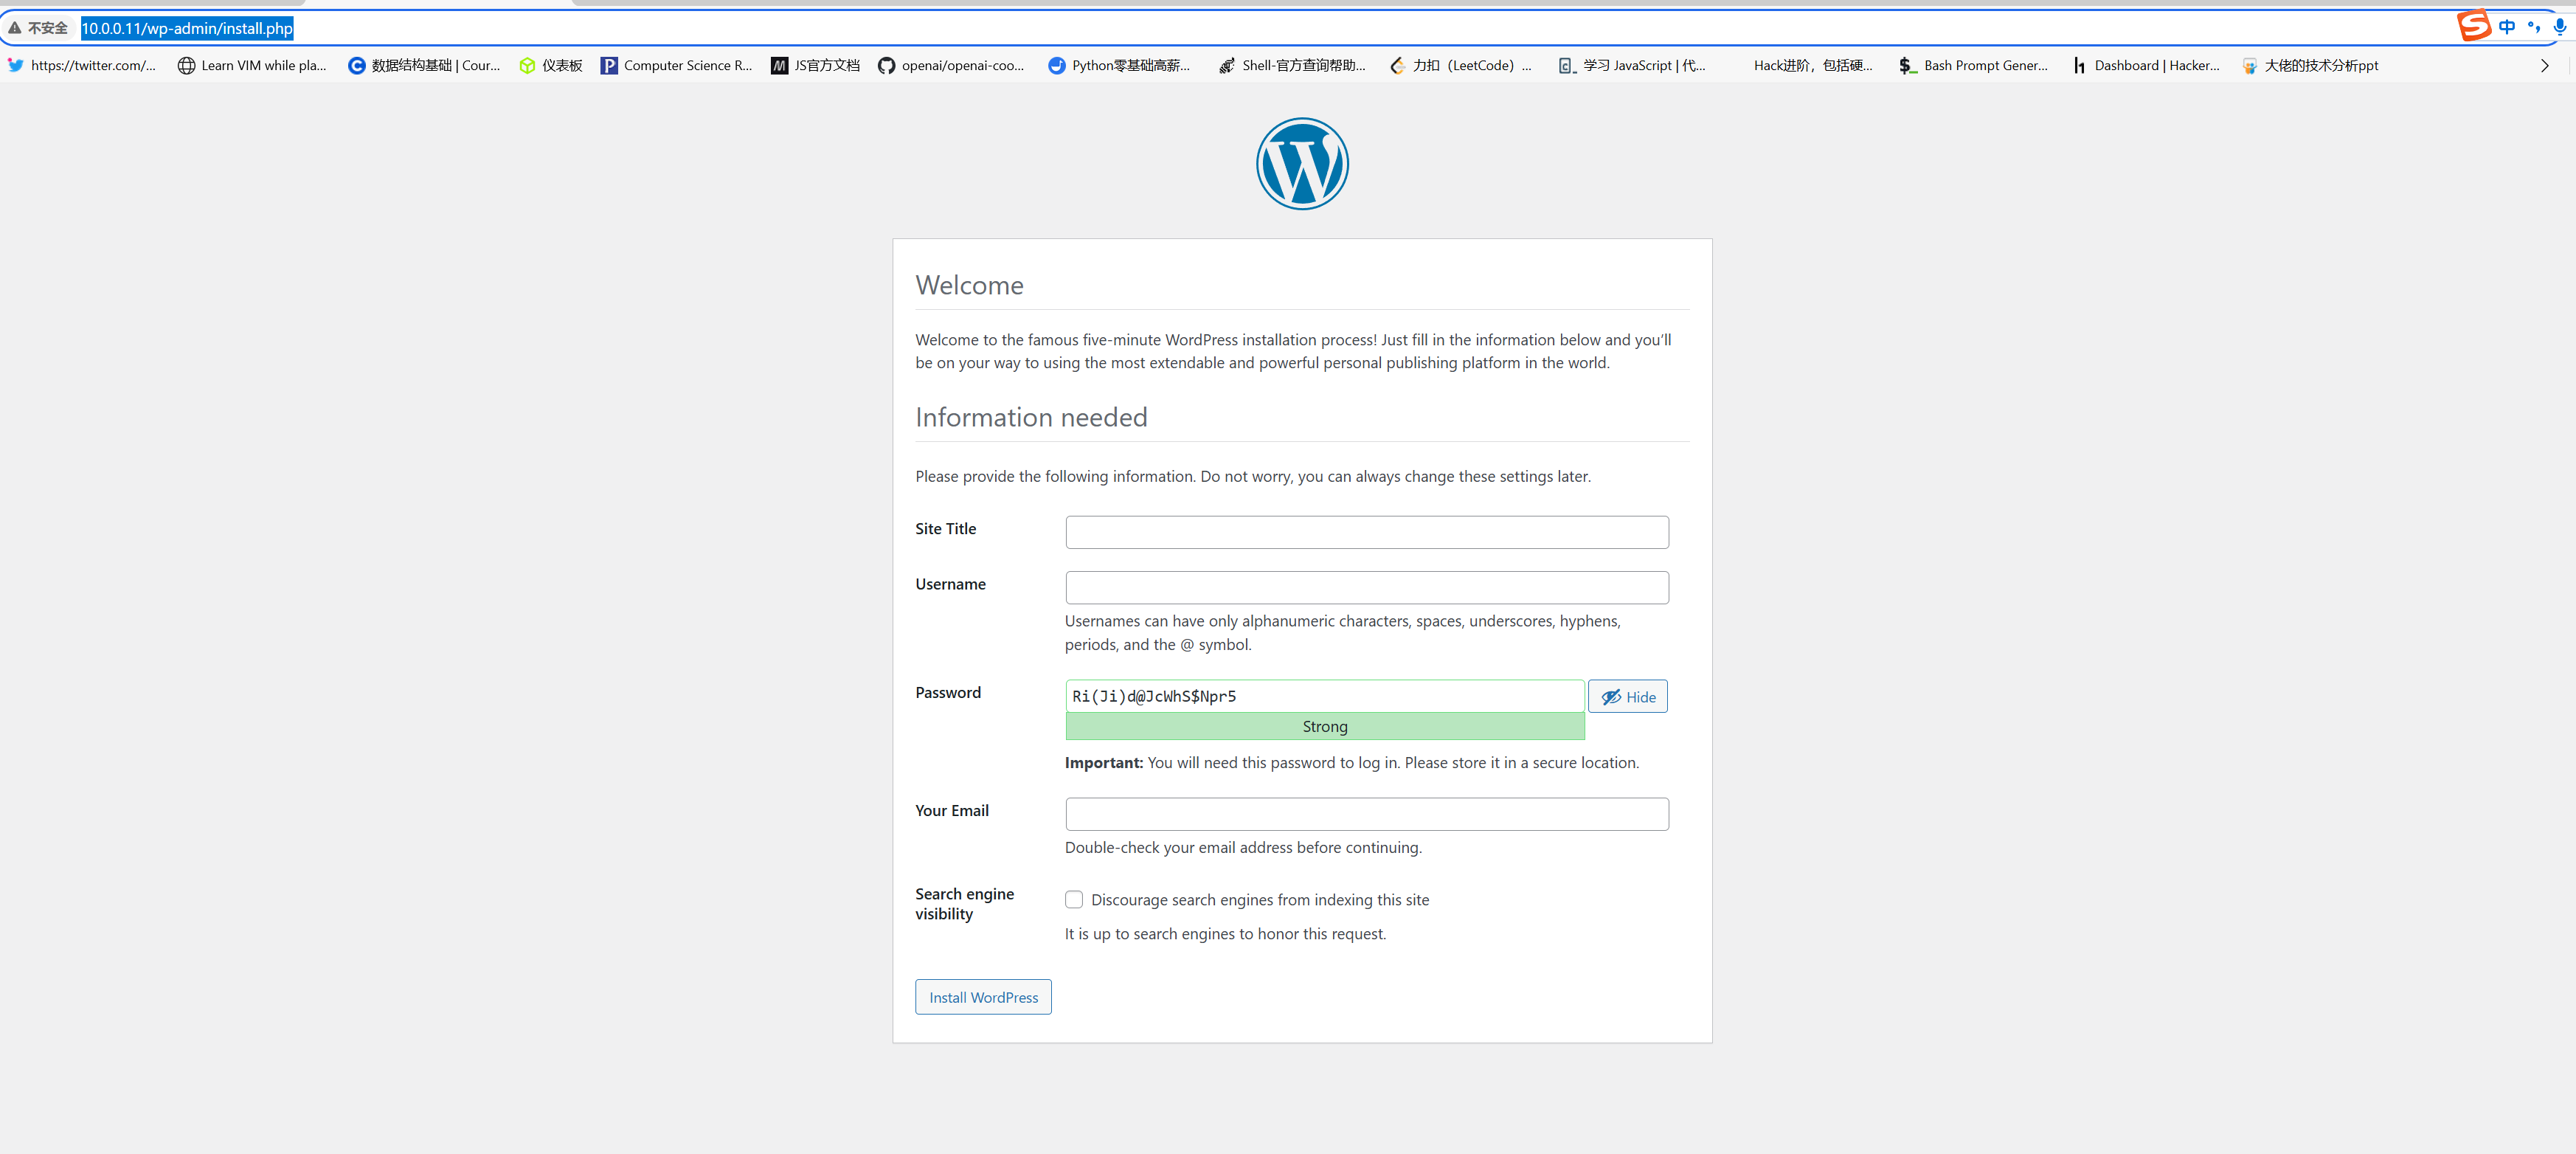 不安全 10.0.0.11/wp-admin/install.php 中
https://twitter.com/... Learn VIM while pla... 数据结构基础 | Cour... 仪表板 Computer Science R... JS官方文档 openai/openai-coo... Python零基础高薪... Shell-官方查询帮助... 力扣（LeetCode）... 学习 JavaScript | 代... Hack进阶，包括硬... Bash Prompt Gener... Dashboard | Hacker... 大佬的技术分析ppt
Welcome
Welcome to the famous five-minute WordPress installation process! Just fill in the information below and you’ll
be on your way to using the most extendable and powerful personal publishing platform in the world.
Information needed
Please provide the following information. Do not worry, you can always change these settings later.
Site Title
Username
Usernames can have only alphanumeric characters, spaces, underscores, hyphens,
periods, and the @ symbol.
Password Ri(Ji)d@JcWhS$Npr5 Hide
Strong
Important: You will need this password to log in. Please store it in a secure location.
Your Email
Double-check your email address before continuing.
Search engine
visibility
Discourage search engines from indexing this site
It is up to search engines to honor this request.
Install WordPress